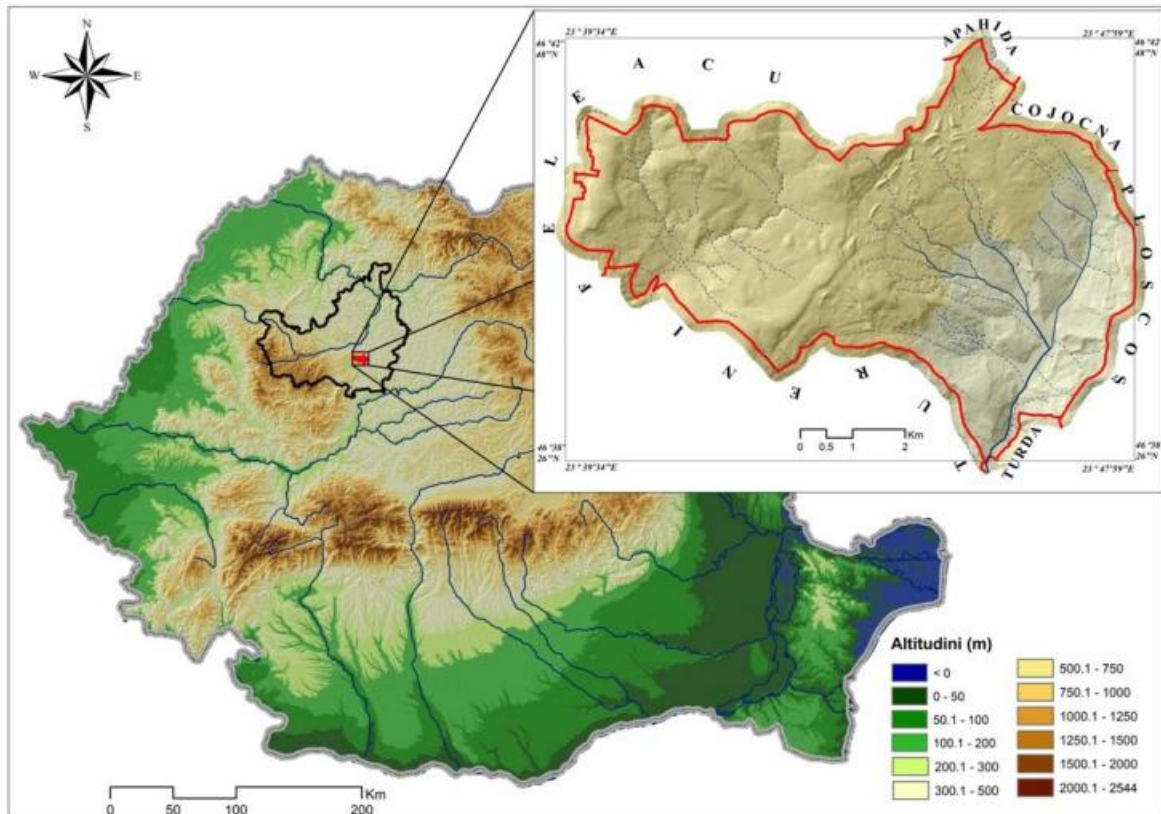 N
W E
S
23°39'34"E
23°47'59"E
46°42'
48"N
46°42'
48"N
FELEACU
APAHIDA
COJOCNA
PLOSCOȘ
TURENI
TURDA
0 0.5 1 2 Km
46°38'
26"N
46°38'
26"N
23°39'34"E
23°47'59"E
Altitudini (m)
< 0
0 - 50
50.1 - 100
100.1 - 200
200.1 - 300
300.1 - 500
500.1 - 750
750.1 - 1000
1000.1 - 1250
1250.1 - 1500
1500.1 - 2000
2000.1 - 2544
Km
0 50 100 200